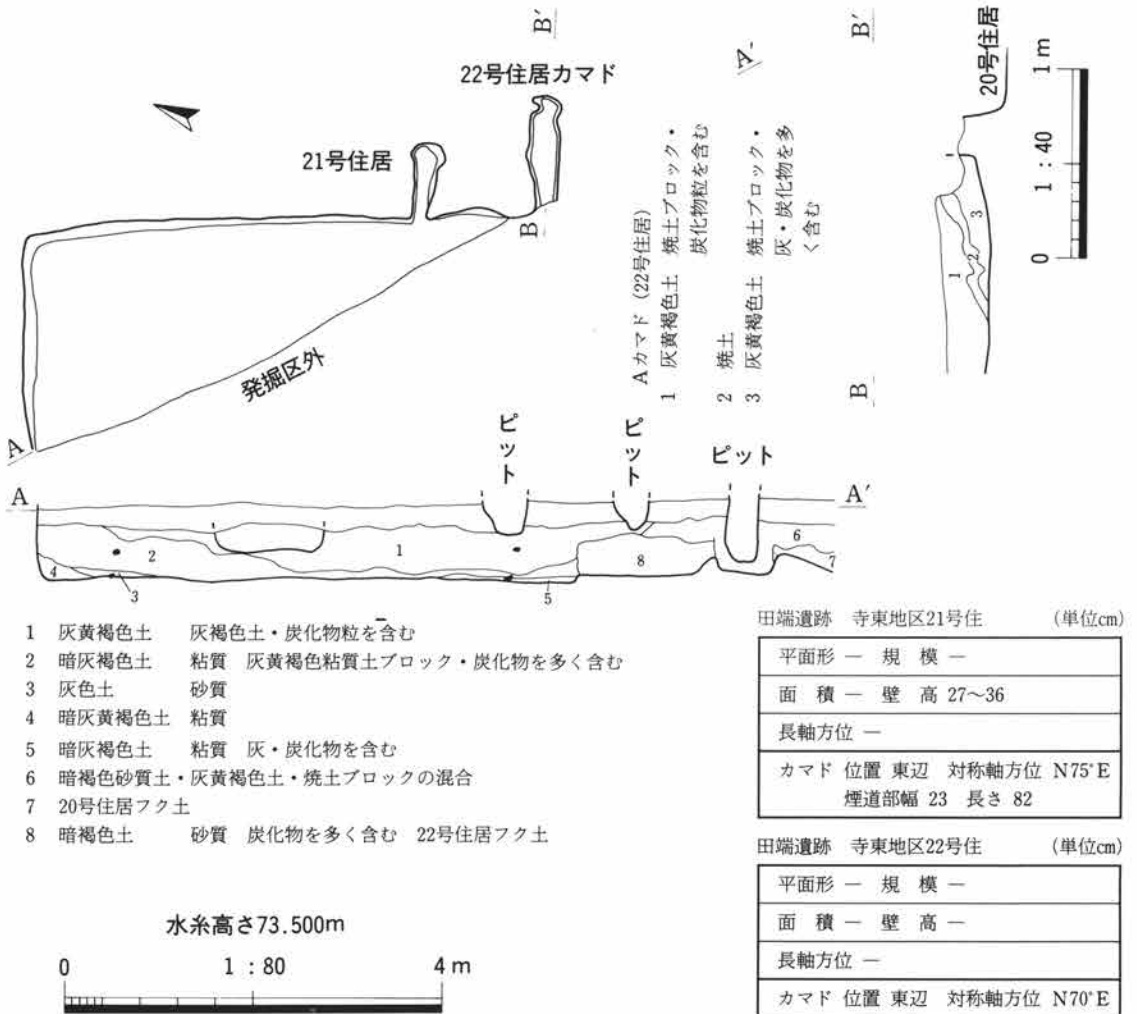 B′
22号住居カマド
21号住居
B
発掘区外
A
A-
Aカマド (22号住居)
1 灰黄褐色土 焼土ブロック・
炭化物粒を含む
2 焼土
3 灰黄褐色土 焼土ブロック・
灰・炭化物を多
く含む
B′
20号住居
3
2
1
B
1 m
1 : 40
0
A
ピット
ピット
ピット
A′
2
1
8
6
7
4
3
5
1 灰黄褐色土 灰褐色土・炭化物粒を含む
2 暗灰褐色土 粘質 灰黄褐色粘質土ブロック・炭化物を多く含む
3 灰色土 砂質
4 暗灰黄褐色土 粘質
5 暗灰褐色土 粘質 灰・炭化物を含む
6 暗褐色砂質土・灰黄褐色土・焼土ブロックの混合
7 20号住居フク土
8 暗褐色土 砂質 炭化物を多く含む 22号住居フク土
水糸高さ73.500m
0 1 : 80 4 m
田端遺跡 寺東地区21号住 (単位cm)
平面形 — 規 模 —
面 積 — 壁 高 27～36
長軸方位 —
カマド 位置 東辺 対称軸方位 N75°E
煙道部幅 23 長さ 82
田端遺跡 寺東地区22号住 (単位cm)
平面形 — 規 模 —
面 積 — 壁 高 —
長軸方位 —
カマド 位置 東辺 対称軸方位 N70°E